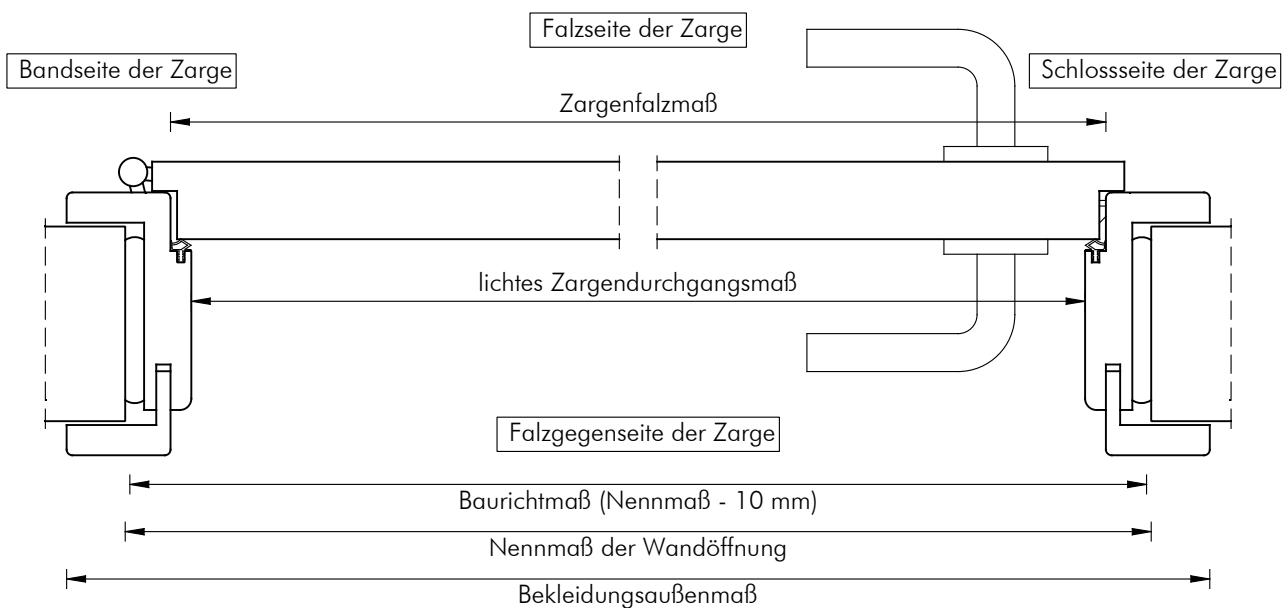 Falzseite der Zarge
Bandseite der Zarge
Schlossseite der Zarge
Zargenfalzmaß
lichtes Zargendurchgangsmaß
Falzgegenseite der Zarge
Baurichtmaß (Nennmaß - 10 mm)
Nennmaß der Wandöffnung
Bekleidungsaußenmaß